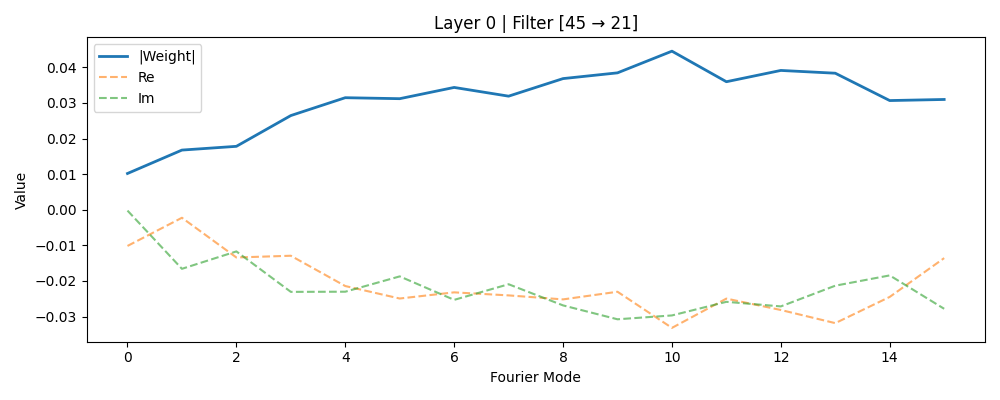 Layer 0 | Filter [45 → 21]
|Weight|
Re
Im
Value
0.04
0.03
0.02
0.01
0.00
−0.01
−0.02
−0.03
0 2 4 6 8 10 12 14
Fourier Mode